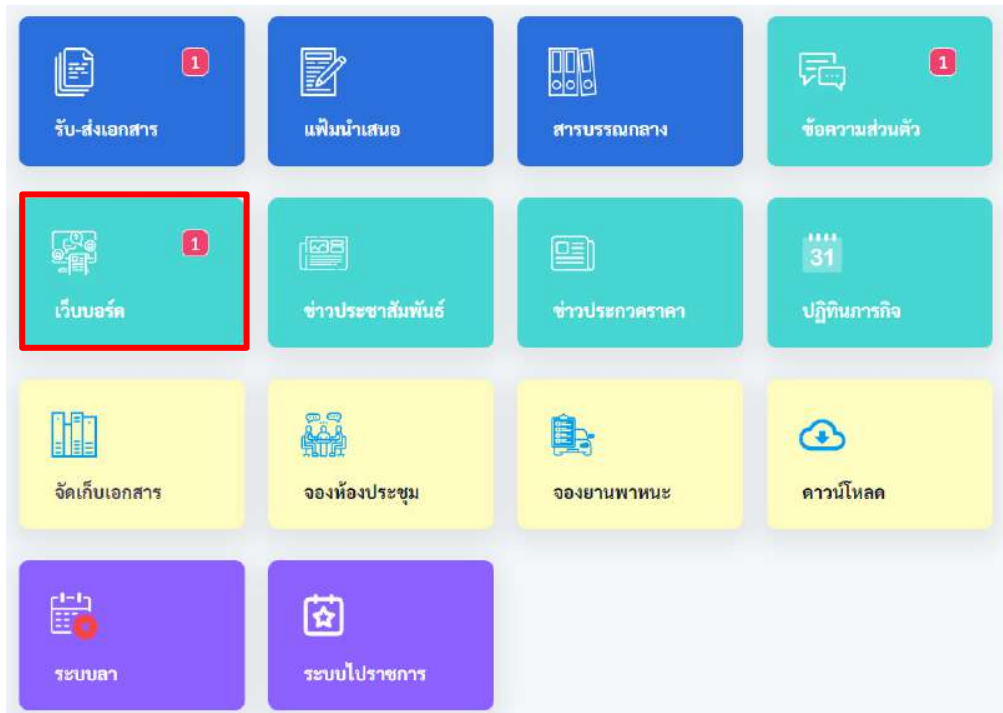 1
รับ-ส่งเอกสาร
แฟ้มนำเสนอ
สารบรรณกลาง
1
ข้อความส่วนตัว
1
เว็บบอร์ด
ข่าวประชาสัมพันธ์
ข่าวประกวดราคา
31
ปฏิทินภารกิจ
จัดเก็บเอกสาร
จองห้องประชุม
จองยานพาหนะ
ดาวน์โหลด
ระบบลา
ระบบไปราชการ